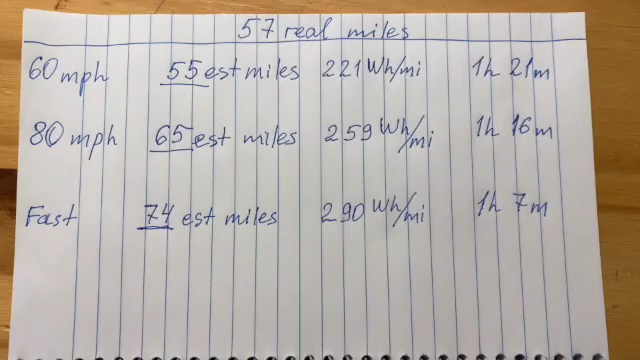 57 real miles
60 mph 55 est miles 221 Wh/mi 1h 21m
80 mph 65 est miles 259 Wh/mi 1h 16m
Fast 74 est miles 290 Wh/mi 1h 7m